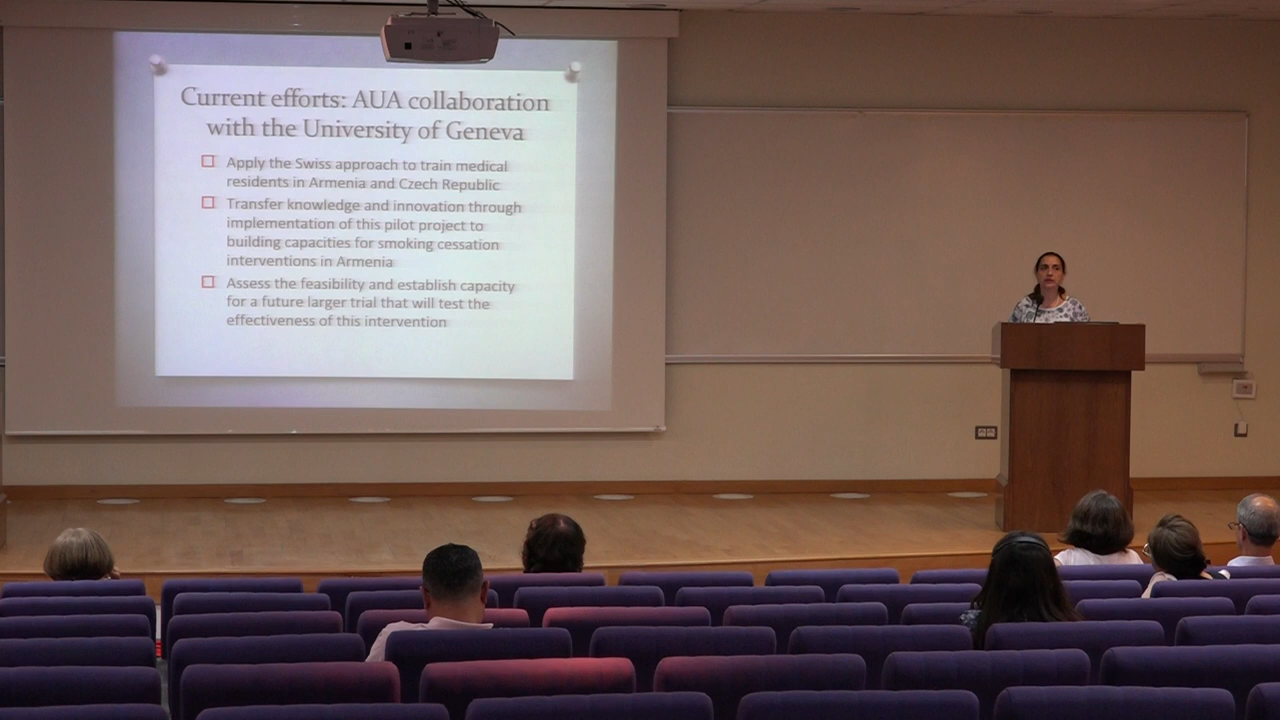 Current efforts: AUA collaboration
with the University of Geneva
Apply the Swiss approach to train medical
residents in Armenia and Czech Republic
Transfer knowledge and innovation through
implementation of this pilot project to
building capacities for smoking cessation
interventions in Armenia
Assess the feasibility and establish capacity
for a future larger trial that will test the
effectiveness of this intervention